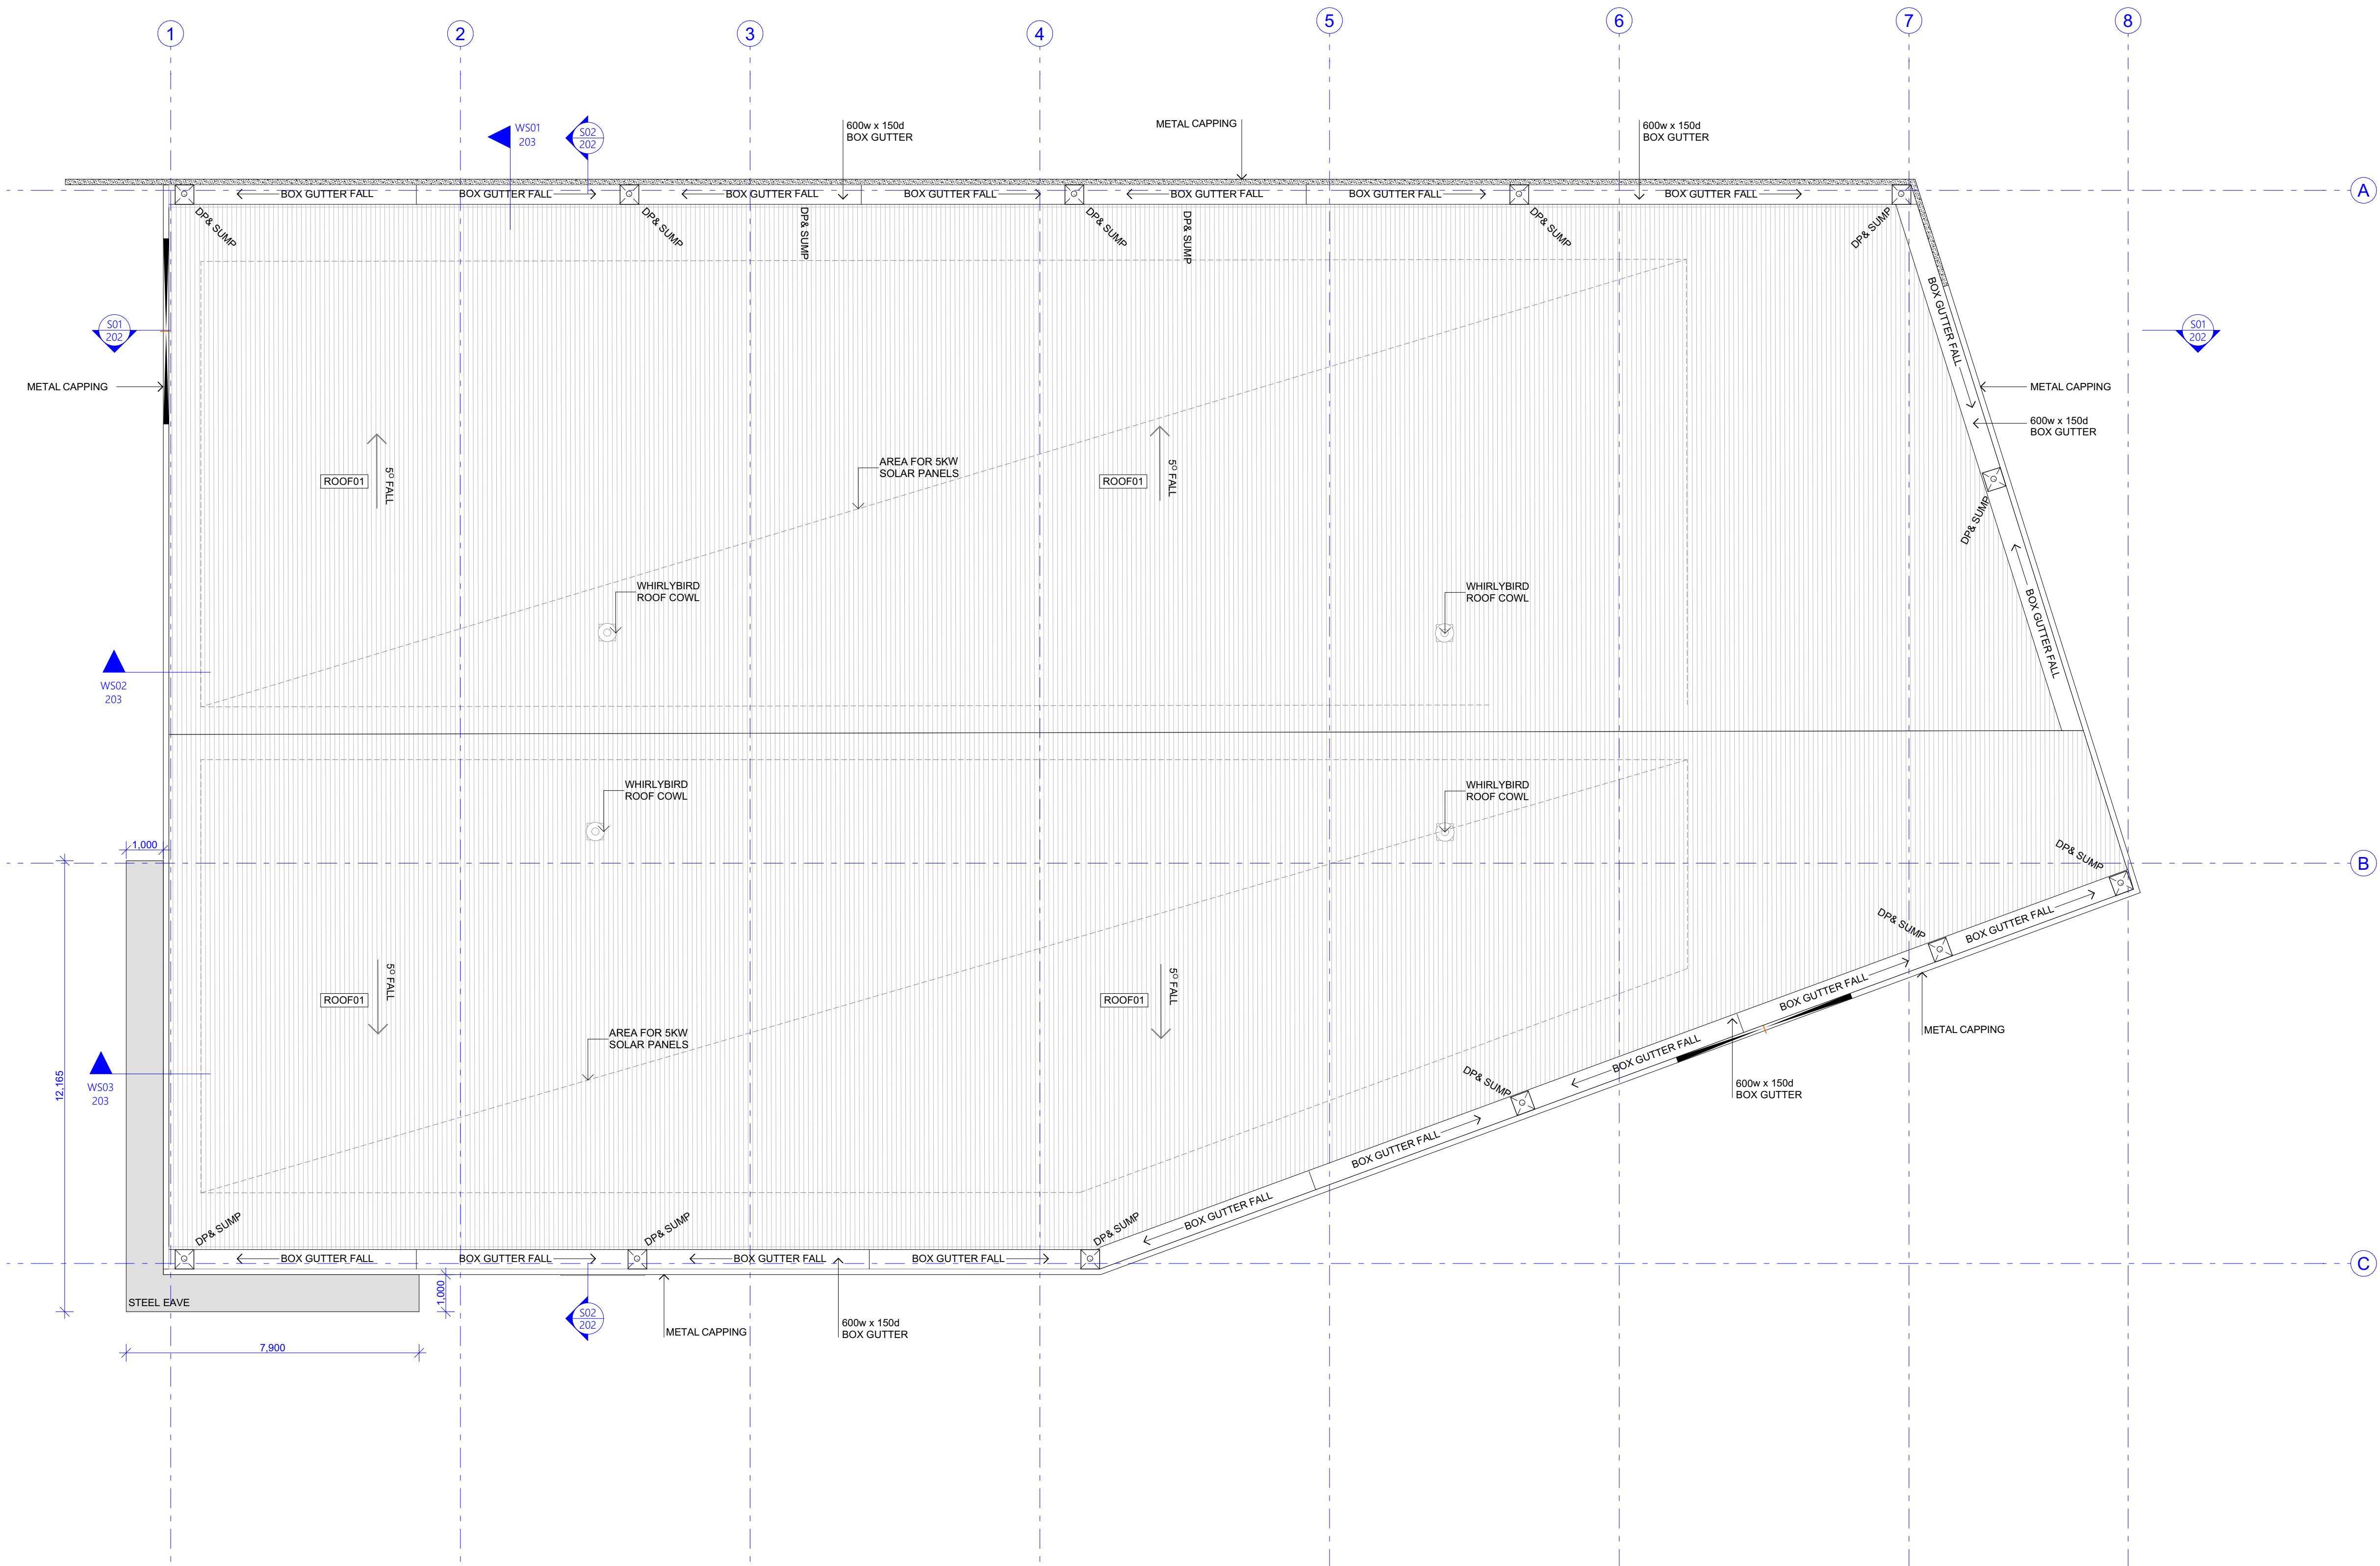 1
2
3
4
5
6
7
8
WS01
203
S02
202
600w x 150d
BOX GUTTER
METAL CAPPING
600w x 150d
BOX GUTTER
A
BOX GUTTER FALL
BOX GUTTER FALL
BOX GUTTER FALL
BOX GUTTER FALL
BOX GUTTER FALL
BOX GUTTER FALL
BOX GUTTER FALL
DP& SUMP
DP& SUMP
DP& SUMP
DP& SUMP
DP& SUMP
DP& SUMP
DP& SUMP
BOX GUTTER FALL
S01
202
S01
202
METAL CAPPING
METAL CAPPING
600w x 150d
BOX GUTTER
5° FALL
ROOF01
AREA FOR 5KW
SOLAR PANELS
5° FALL
ROOF01
DP& SUMP
WHIRLYBIRD
ROOF COWL
WHIRLYBIRD
ROOF COWL
BOX GUTTER FALL
WS02
203
WHIRLYBIRD
ROOF COWL
WHIRLYBIRD
ROOF COWL
1,000
DP& SUMP
B
DP& SUMP
BOX GUTTER FALL
5° FALL
ROOF01
5° FALL
ROOF01
BOX GUTTER FALL
AREA FOR 5KW
SOLAR PANELS
METAL CAPPING
BOX GUTTER FALL
WS03
203
12,165
DP& SUMP
600w x 150d
BOX GUTTER
BOX GUTTER FALL
BOX GUTTER FALL
DP& SUMP
DP& SUMP
DP& SUMP
BOX GUTTER FALL
BOX GUTTER FALL
BOX GUTTER FALL
BOX GUTTER FALL
C
STEEL EAVE
1,000
S02
202
METAL CAPPING
600w x 150d
BOX GUTTER
7,900